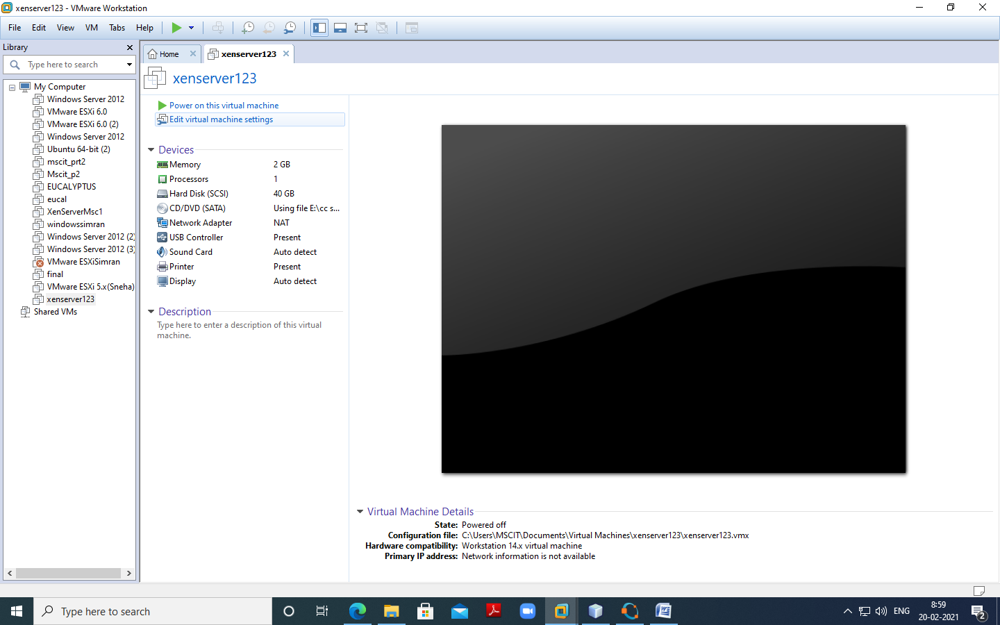 xenserver123 - VMware Workstation
File Edit View VM Tabs Help
Library
Type here to search
My Computer
Windows Server 2012
VMware ESXi 6.0
VMware ESXi 6.0 (2)
Windows Server 2012
Ubuntu 64-bit (2)
mscit_prt2
Mscit_p2
EUCALYPTUS
eucal
XenServerMsc1
windowssimran
Windows Server 2012 (2)
Windows Server 2012 (3)
VMware ESXiSimran
final
VMware ESXi 5.x(Sneha)
xenserver123
Shared VMs
Home xenserver123
xenserver123
Power on this virtual machine
Edit virtual machine settings
Devices
Memory 2 GB
Processors 1
Hard Disk (SCSI) 40 GB
CD/DVD (SATA) Using file E:\cc s...
Network Adapter NAT
USB Controller Present
Sound Card Auto detect
Printer Present
Display Auto detect
Description
Type here to enter a description of this virtual
machine.
Virtual Machine Details
State: Powered off
Configuration file: C:\Users\MSCIT\Documents\Virtual Machines\xenserver123\xenserver123.vmx
Hardware compatibility: Workstation 14.x virtual machine
Primary IP address: Network information is not available
Type here to search
ENG
8:59
20-02-2021
2